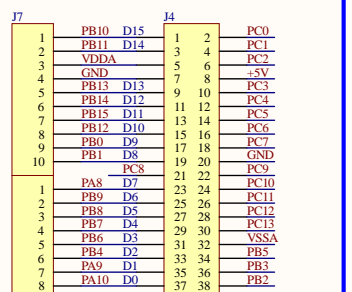 J7 J4
1 PB10 D15 1 2 PC0
2 PB11 D14 3 4 PC1
3 VDDA 5 6 PC2
4 GND 7 8 +5V
5 PB13 D13 9 10 PC3
6 PB14 D12 11 12 PC4
7 PB15 D11 13 14 PC5
8 PB12 D10 15 16 PC6
9 PB0 D9 17 18 PC7
10 PB1 D8 19 20 GND
PC8 21 22 PC9
1 PA8 D7 23 24 PC10
2 PB9 D6 25 26 PC11
3 PB8 D5 27 28 PC12
4 PB7 D4 29 30 PC13
5 PB6 D3 31 32 VSSA
6 PB4 D2 33 34 PB5
7 PA9 D1 35 36 PB3
8 PA10 D0 37 38 PB2